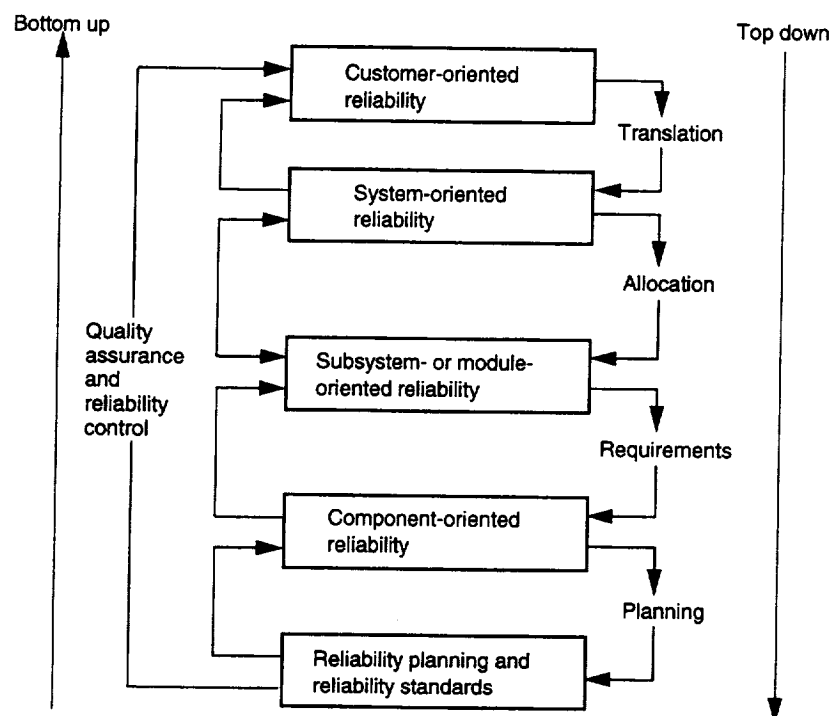 Bottom up
Top down
Customer-oriented
reliability
Translation
System-oriented
reliability
Allocation
Quality
assurance
and
reliability
control
Subsystem- or module-
oriented reliability
Requirements
Component-oriented
reliability
Planning
Reliability planning and
reliability standards